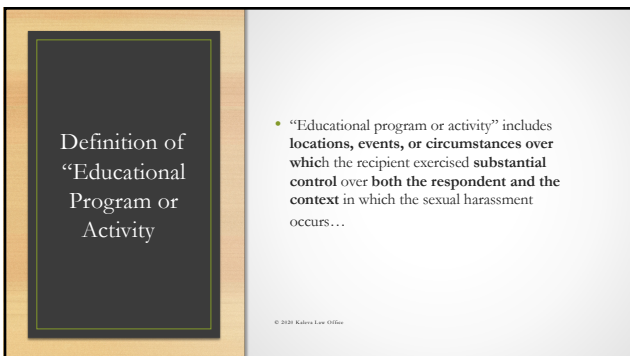 Definition of
“Educational
Program or
Activity
• “Educational program or activity” includes
locations, events, or circumstances over
which the recipient exercised substantial
control over both the respondent and the
context in which the sexual harassment
occurs…
© 2020 Kaleva Law Office